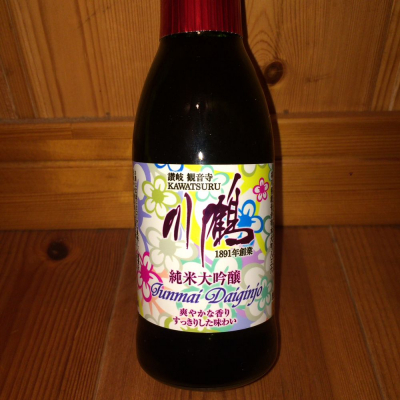 讃岐 観音寺
KAWATSURU
川鶴
1891年創業
純米大吟醸
Junmai Daiginjo
爽やかな香り
すっきりした味わい